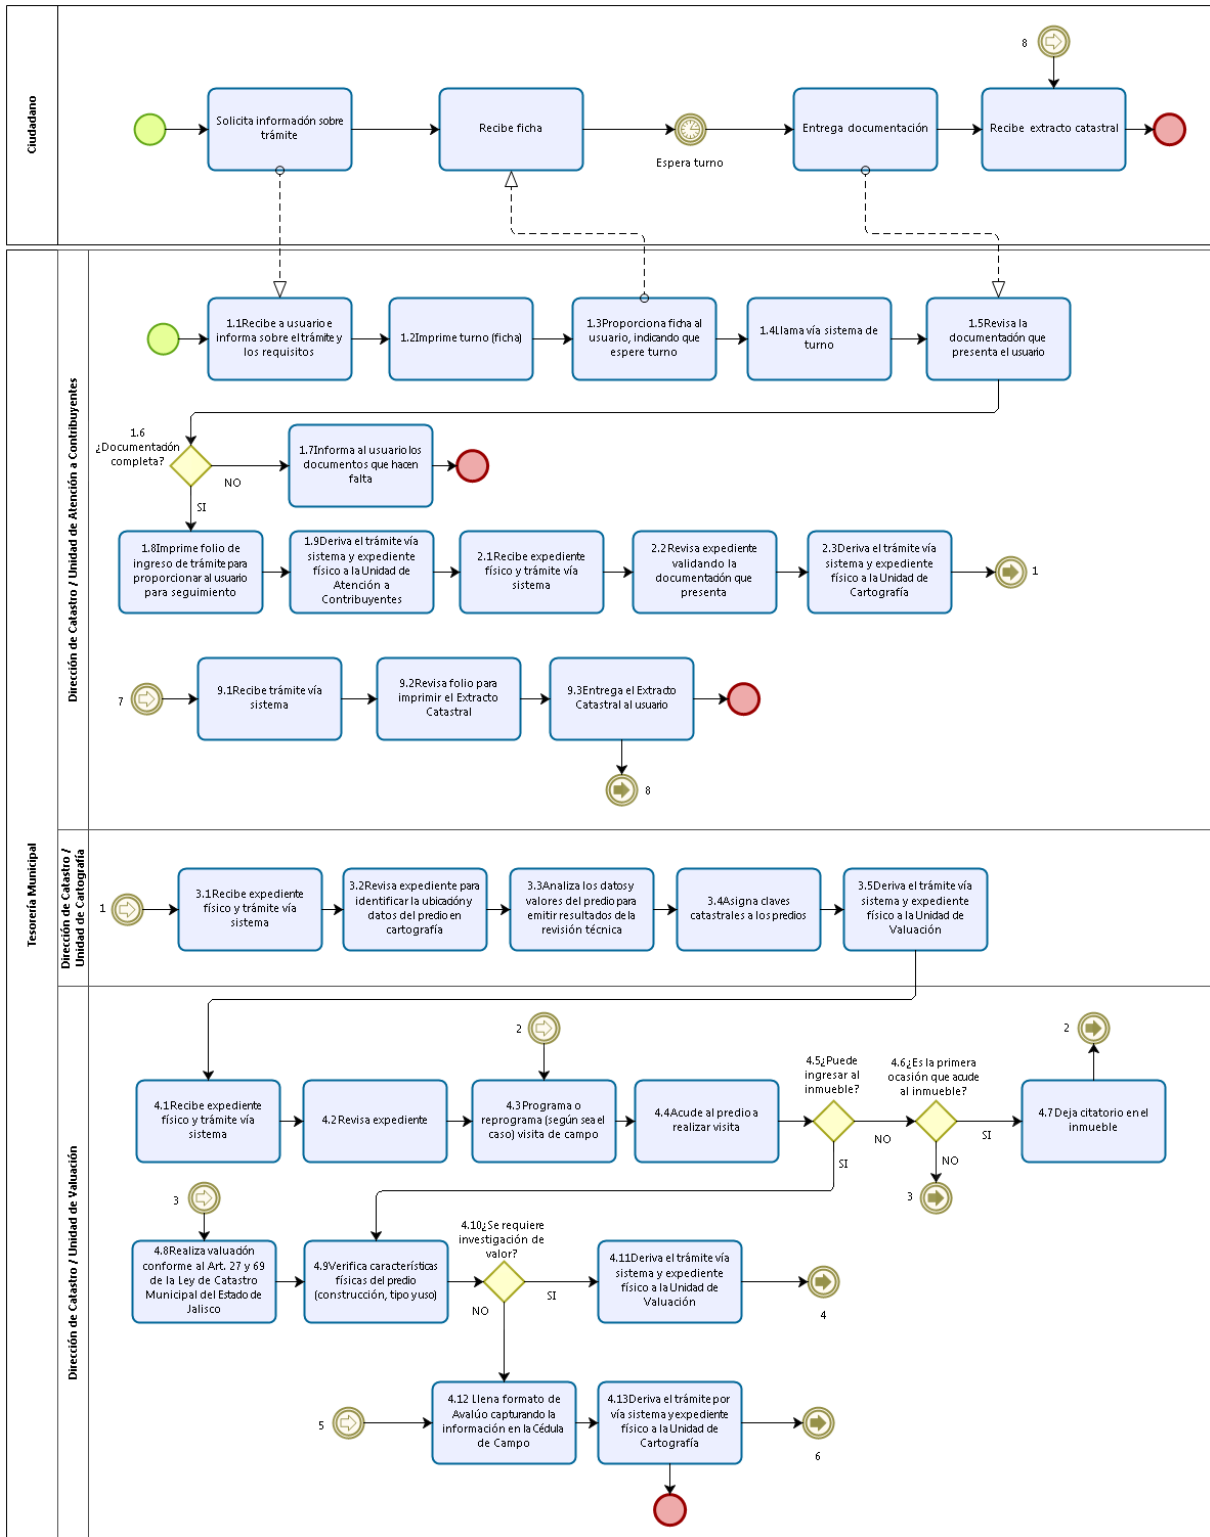 Ciudadano
8
Solicita información sobre
trámite
Recibe ficha
Espera turno
Entrega documentación
Recibe extracto catastral
Tesorería Municipal
Dirección de Catastro / Unidad de Atención a Contribuyentes
1.1Recibe a usuario e
informa sobre el trámite y
los requisitos
1.2Imprime turno (ficha)
1.3Proporciona ficha al
usuario, indicando que
espere turno
1.4Llama vía sistema de
turno
1.5Revisa la
documentación que
presenta el usuario
1.6
¿Documentación
completa?
NO
SI
1.7Informa al usuario los
documentos que hacen
falta
1.8Imprime folio de
ingreso de trámite para
proporcionar al usuario
para seguimiento
1.9Deriva el trámite vía
sistema y expediente
físico a la Unidad de
Atención a
Contribuyentes
2.1Recibe expediente
físico y trámite vía
sistema
2.2Revisa expediente
validando la
documentación que
presenta
2.3Deriva el trámite vía
sistema y expediente
físico a la Unidad de
Cartografía
1
7
9.1Recibe trámite vía
sistema
9.2Revisa folio para
imprimir el Extracto
Catastral
9.3Entrega el Extracto
Catastral al usuario
8
Dirección de Catastro /
Unidad de Cartografía
1
3.1Recibe expediente
físico y trámite vía
sistema
3.2Revisa expediente para
identificar la ubicación y
datos del predio en
cartografía
3.3Analiza los datos y
valores del predio para
emitir resultados de la
revisión técnica
3.4Asigna claves
catastrales a los predios
3.5Deriva el trámite vía
sistema y expediente
físico a la Unidad de
Valuación
Dirección de Catastro / Unidad de Valuación
2
4.1Recibe expediente
físico y trámite vía
sistema
4.2Revisa expediente
4.3Programa o
reprograma (según sea el
caso) visita de campo
4.4Acude al predio a
realizar visita
4.5¿Puede
ingresar al
inmueble?
NO
SI
4.6¿Es la primera
ocasión que acude
al inmueble?
SI
NO
4.7Deja citatorio en el
inmueble
2
3
3
4.8Realiza valuación
conforme al Art. 27 y 69
de la Ley de Catastro
Municipal del Estado de
Jalisco
4.9Verifica características
físicas del predio
(construcción, tipo y uso)
4.10¿Se requiere
investigación de
valor?
SI
NO
4.11Deriva el trámite vía
sistema y expediente
físico a la Unidad de
Valuación
4
5
4.12 Llena formato de
Avalúo capturando la
información en la Cédula
de Campo
4.13Deriva el trámite por
vía sistema y expediente
físico a la Unidad de
Cartografía
6